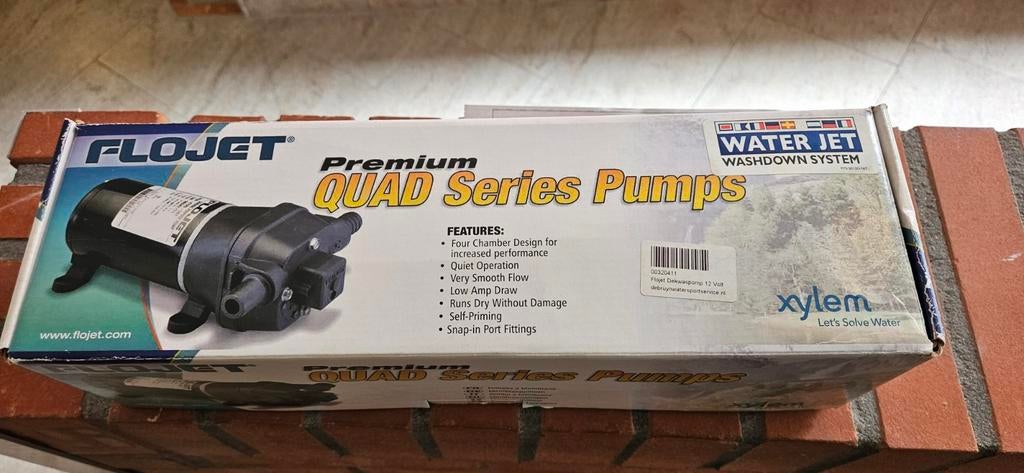 FLOJET®
Premium
QUAD Series Pumps
WATER JET
WASHDOWN SYSTEM
FEATURES:
• Four Chamber Design for
increased performance
• Quiet Operation
• Very Smooth Flow
• Low Amp Draw
• Runs Dry Without Damage
• Self-Priming
• Snap-in Port Fittings
00320411
Flojet Dekwaspomp 12 Volt
debruynwatersportservice.nl
xylem
Let's Solve Water
www.flojet.com
FLOJET
Premium
QUAD Series Pumps
xylem